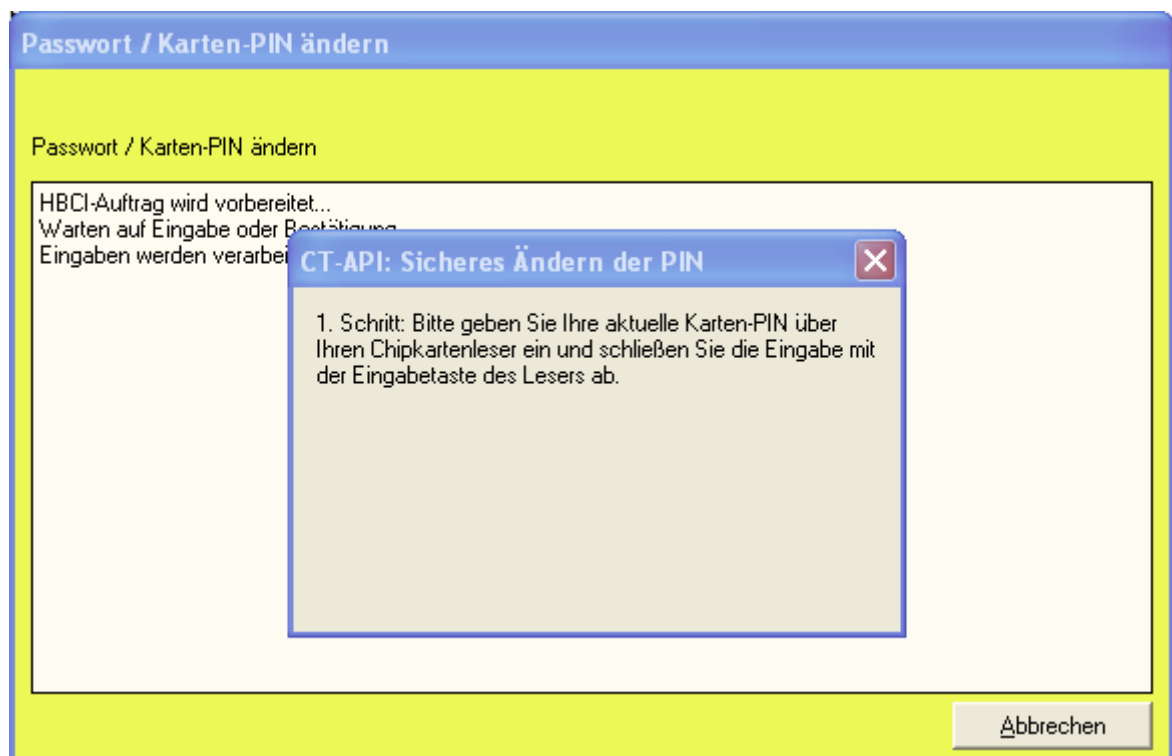 Passwort / Karten-PIN ändern
Passwort / Karten-PIN ändern
HBCI-Auftrag wird vorbereitet...
Warten auf Eingabe oder Bestätigung
Eingaben werden
CT-API: Sicheres Ändern der PIN
1. Schritt: Bitte geben Sie Ihre aktuelle Karten-PIN über
Ihren Chipkartenleser ein und schließen Sie die Eingabe mit
der Eingabetaste des Lesers ab.
Abbrechen